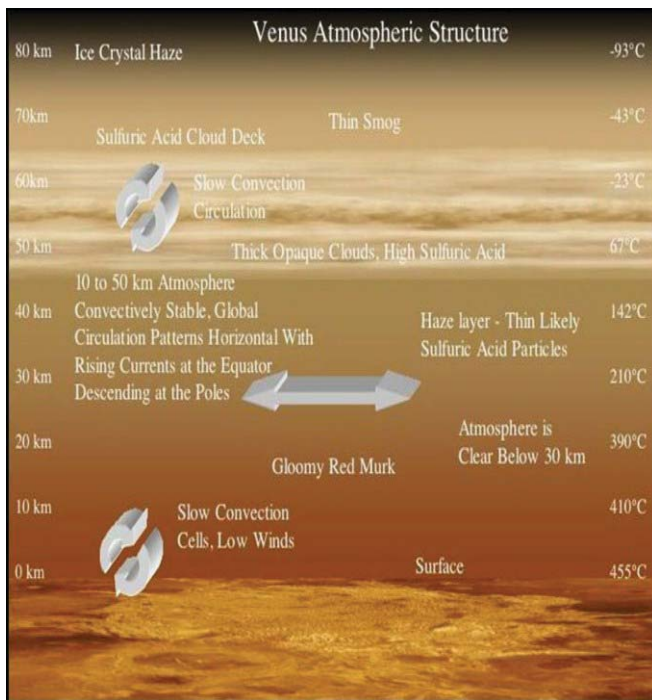 Venus Atmospheric Structure
80 km
Ice Crystal Haze
-93°C
70km
Thin Smog
-43°C
Sulfuric Acid Cloud Deck
60km
Slow Convection
Circulation
-23°C
50 km
Thick Opaque Clouds, High Sulfuric Acid
67°C
10 to 50 km Atmosphere
Convectively Stable, Global
Circulation Patterns Horizontal With
Rising Currents at the Equator
Descending at the Poles
40 km
Haze layer - Thin Likely
Sulfuric Acid Particles
142°C
30 km
210°C
20 km
Atmosphere is
Clear Below 30 km
390°C
Gloomy Red Murk
10 km
Slow Convection
Cells, Low Winds
410°C
0 km
Surface
455°C